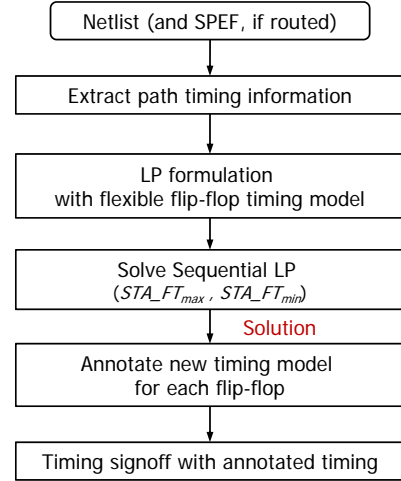 Netlist (and SPEF, if routed)
Extract path timing information
LP formulation
with flexible flip-flop timing model
Solve Sequential LP
(STA_FTmax , STA_FTmin)
Solution
Annotate new timing model
for each flip-flop
Timing signoff with annotated timing